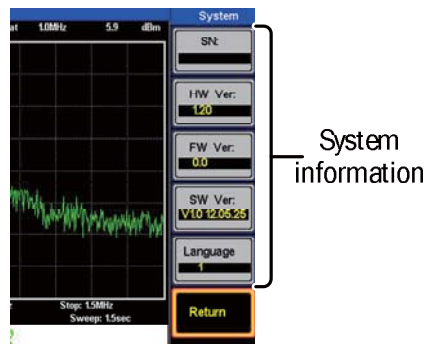 System
at 1.0MHz 5.9 dBm
SN:
HW Ver:
1.20
FW Ver:
0.0
SW Ver:
V1.0 12.05.25
Language
1
Return
Stop: 1.5MHz
Sweep: 1.5sec
System
information